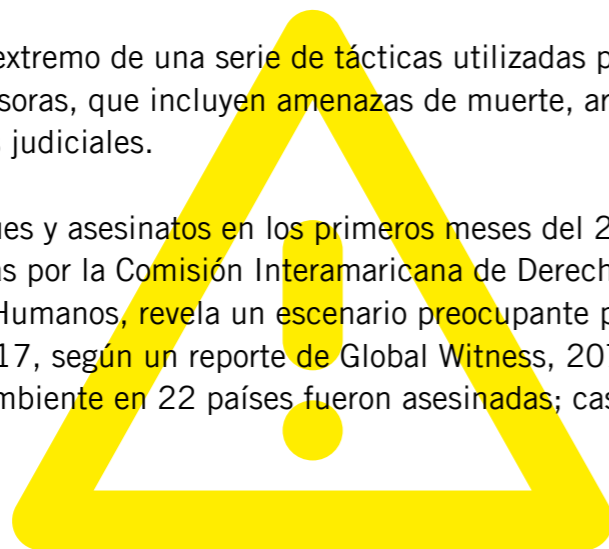 extremo de una serie de tácticas utilizadas p
soras, que incluyen amenazas de muerte, ar
s judiciales.
ues y asesinatos en los primeros meses del 2
as por la Comisión Interamaricana de Derech
Humanos, revela un escenario preocupante p
17, según un reporte de Global Witness, 207
mbiente en 22 países fueron asesinadas; cas